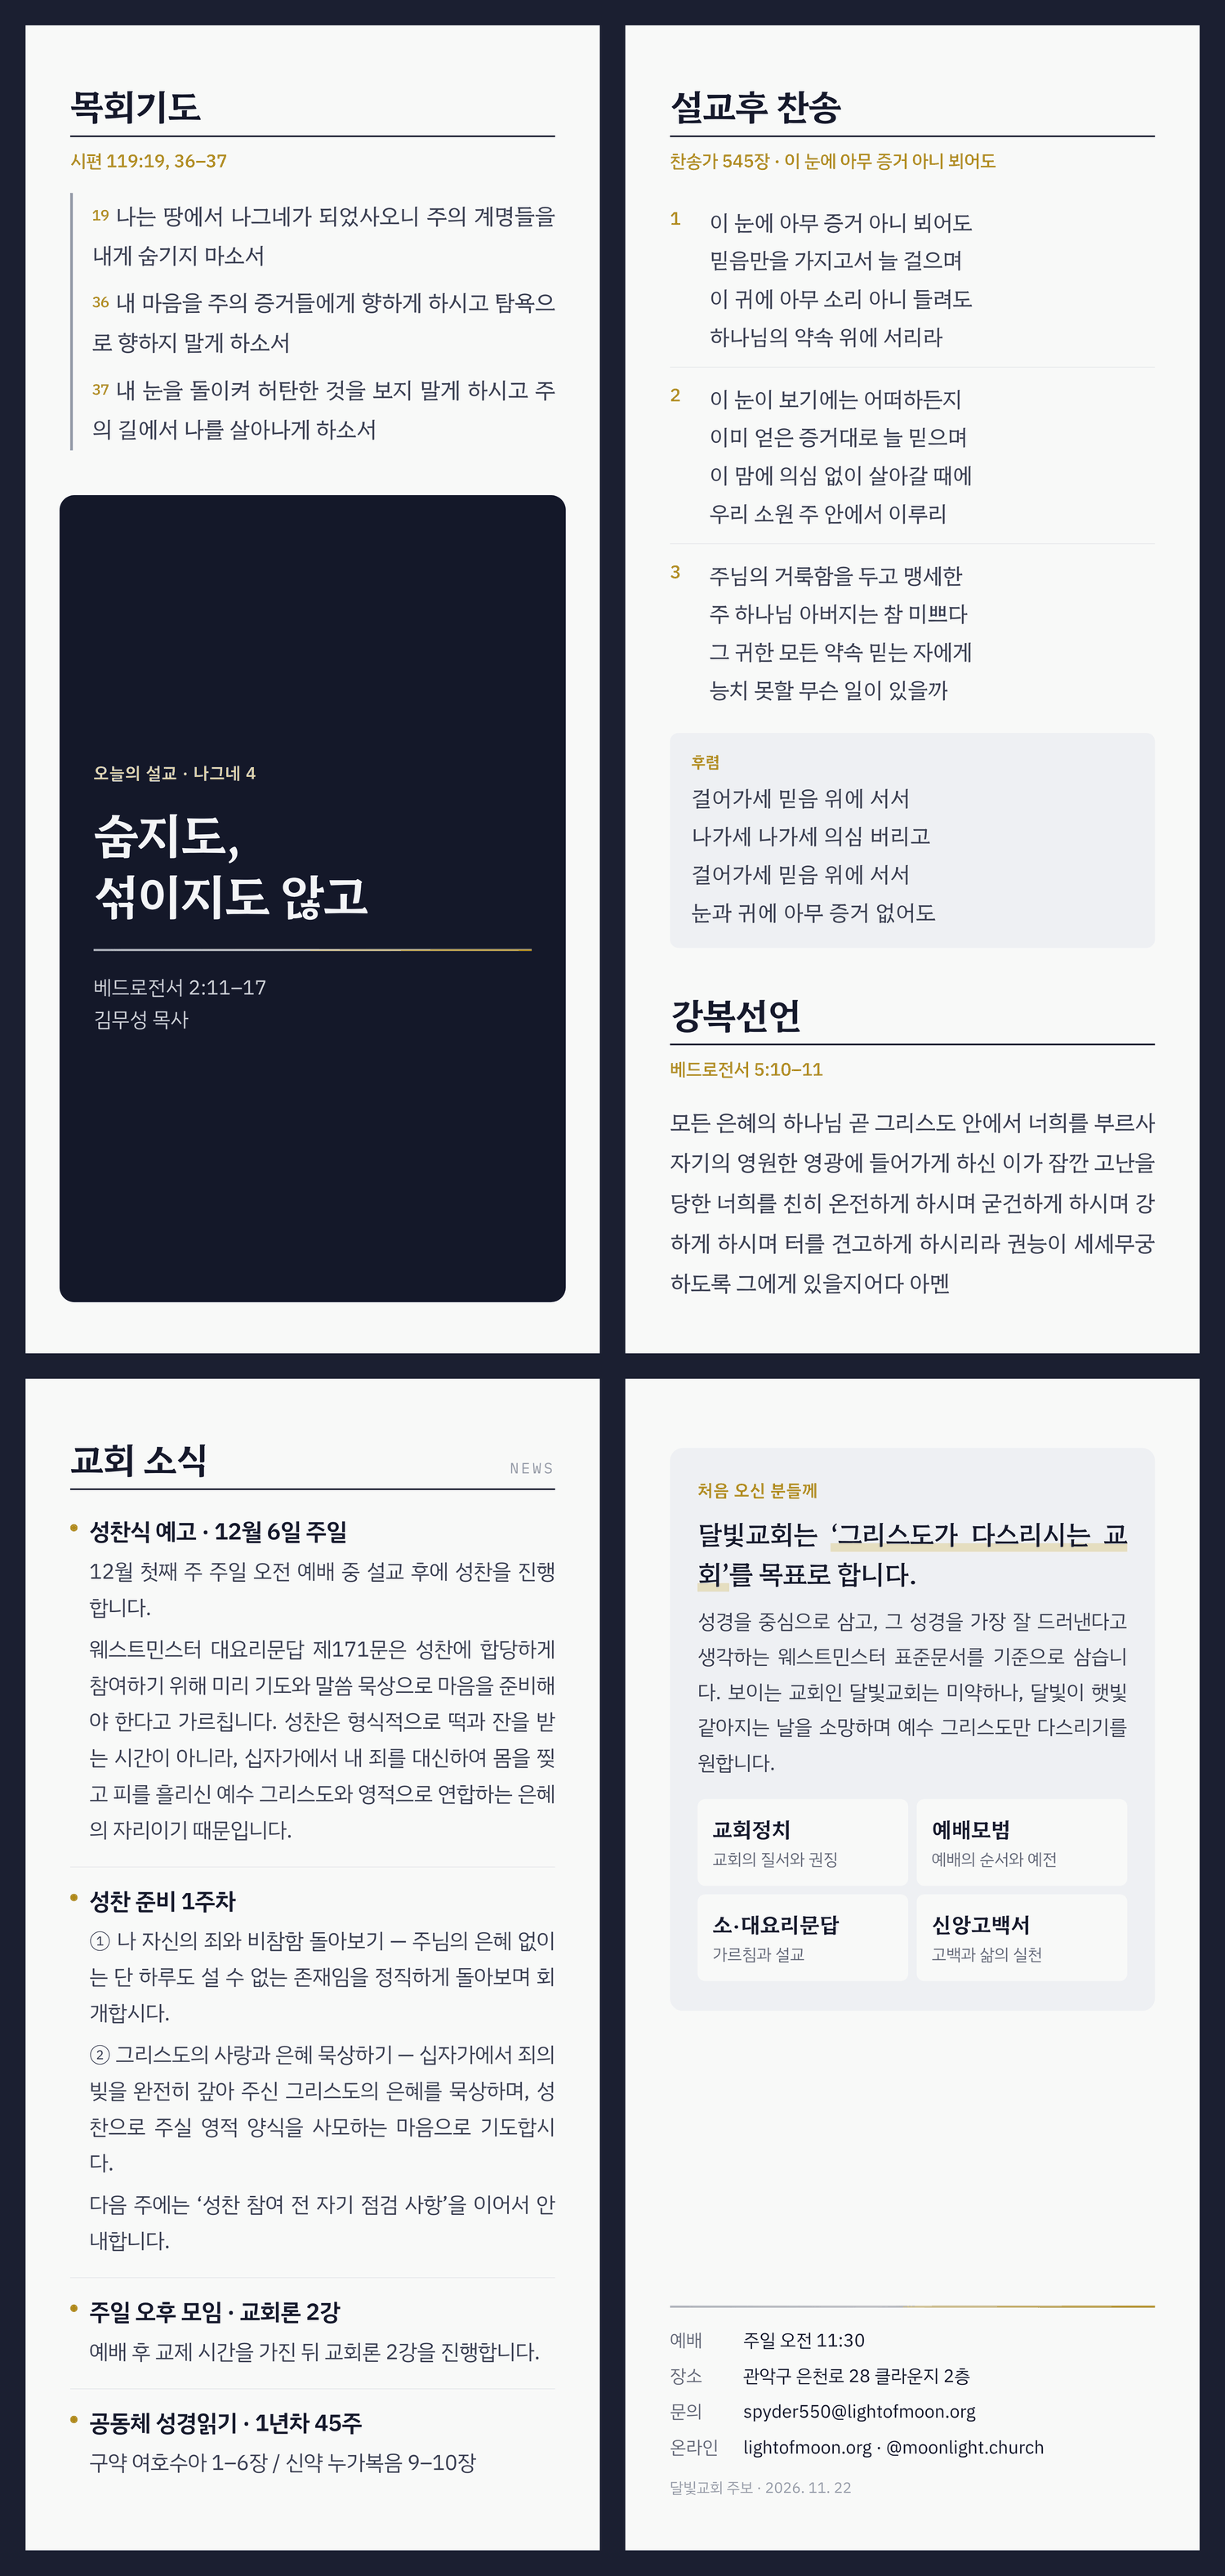 목회기도
시편 119:19, 36–37
19 나는 땅에서 나그네가 되었사오니 주의 계명들을
내게 숨기지 마소서
36 내 마음을 주의 증거들에게 향하게 하시고 탐욕으
로 향하지 말게 하소서
37 내 눈을 돌이켜 허탄한 것을 보지 말게 하시고 주
의 길에서 나를 살아나게 하소서
오늘의 설교 · 나그네 4
숨지도,
섞이지도 않고
베드로전서 2:11–17
김무성 목사
설교후 찬송
찬송가 545장 · 이 눈에 아무 증거 아니 뵈어도
1 이 눈에 아무 증거 아니 뵈어도
믿음만을 가지고서 늘 걸으며
이 귀에 아무 소리 아니 들려도
하나님의 약속 위에 서리라
2 이 눈이 보기에는 어떠하든지
이미 얻은 증거대로 늘 믿으며
이 맘에 의심 없이 살아갈 때에
우리 소원 주 안에서 이루리
3 주님의 거룩함을 두고 맹세한
주 하나님 아버지는 참 미쁘다
그 귀한 모든 약속 믿는 자에게
능치 못할 무슨 일이 있을까
후렴
걸어가세 믿음 위에 서서
나가세 나가세 의심 버리고
걸어가세 믿음 위에 서서
눈과 귀에 아무 증거 없어도
강복선언
베드로전서 5:10–11
모든 은혜의 하나님 곧 그리스도 안에서 너희를 부르사
자기의 영원한 영광에 들어가게 하신 이가 잠깐 고난을
당한 너희를 친히 온전하게 하시며 굳건하게 하시며 강
하게 하시며 터를 견고하게 하시리라 권능이 세세무궁
하도록 그에게 있을지어다 아멘
교회 소식
NEWS
성찬식 예고 · 12월 6일 주일
12월 첫째 주 주일 오전 예배 중 설교 후에 성찬을 진행
합니다.
웨스트민스터 대요리문답 제171문은 성찬에 합당하게
참여하기 위해 미리 기도와 말씀 묵상으로 마음을 준비해
야 한다고 가르칩니다. 성찬은 형식적으로 떡과 잔을 받
는 시간이 아니라, 십자가에서 내 죄를 대신하여 몸을 찢
고 피를 흘리신 예수 그리스도와 영적으로 연합하는 은혜
의 자리이기 때문입니다.
성찬 준비 1주차
① 나 자신의 죄와 비참함 돌아보기 — 주님의 은혜 없이
는 단 하루도 설 수 없는 존재임을 정직하게 돌아보며 회
개합시다.
② 그리스도의 사랑과 은혜 묵상하기 — 십자가에서 죄의
빚을 완전히 갚아 주신 그리스도의 은혜를 묵상하며, 성
찬으로 주실 영적 양식을 사모하는 마음으로 기도합시
다.
다음 주에는 ‘성찬 참여 전 자기 점검 사항’을 이어서 안
내합니다.
주일 오후 모임 · 교회론 2강
예배 후 교제 시간을 가진 뒤 교회론 2강을 진행합니다.
공동체 성경읽기 · 1년차 45주
구약 여호수아 1–6장 / 신약 누가복음 9–10장
처음 오신 분들께
달빛교회는 ‘그리스도가 다스리시는 교
회’를 목표로 합니다.
성경을 중심으로 삼고, 그 성경을 가장 잘 드러낸다고
생각하는 웨스트민스터 표준문서를 기준으로 삼습니
다. 보이는 교회인 달빛교회는 미약하나, 달빛이 햇빛
같아지는 날을 소망하며 예수 그리스도만 다스리기를
원합니다.
교회정치
교회의 질서와 권징
예배모범
예배의 순서와 예전
소·대요리문답
가르침과 설교
신앙고백서
고백과 삶의 실천
예배 주일 오전 11:30
장소 관악구 은천로 28 클라운지 2층
문의 spyder550@lightofmoon.org
온라인 lightofmoon.org · @moonlight.church
달빛교회 주보 · 2026. 11. 22